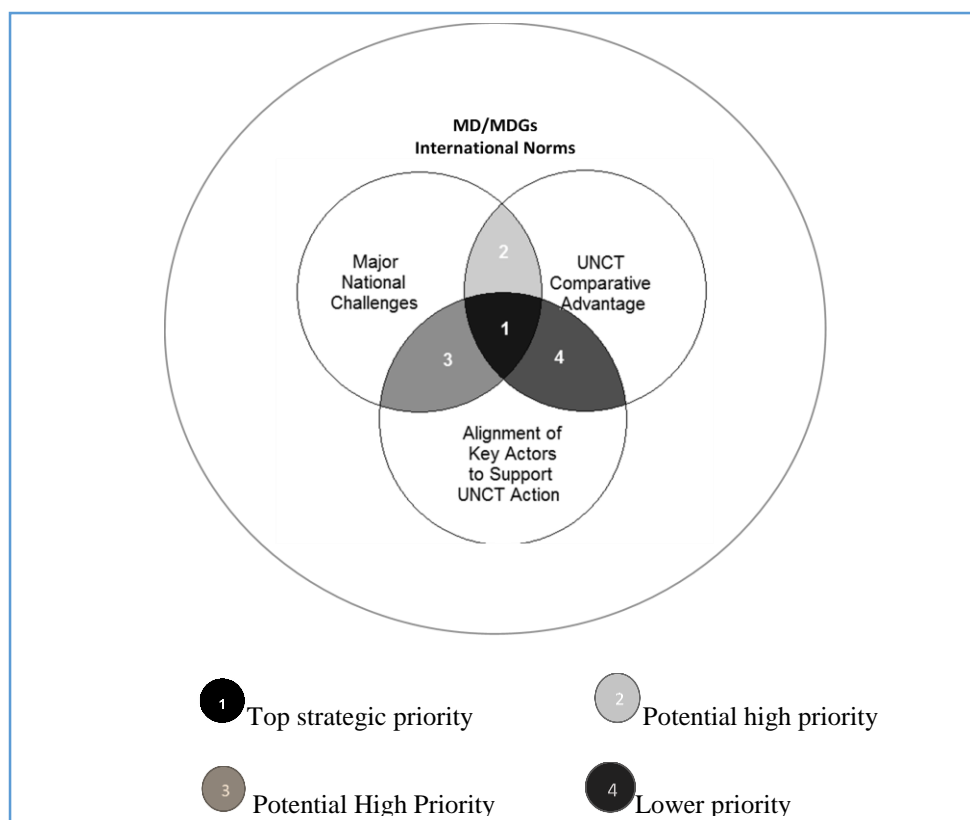 MD/MDGs
International Norms
Major
National
Challenges
2
UNCT
Comparative
Advantage
1
3
4
Alignment of
Key Actors
to Support
UNCT Action
1 Top strategic priority
2 Potential high priority
3 Potential High Priority
4 Lower priority